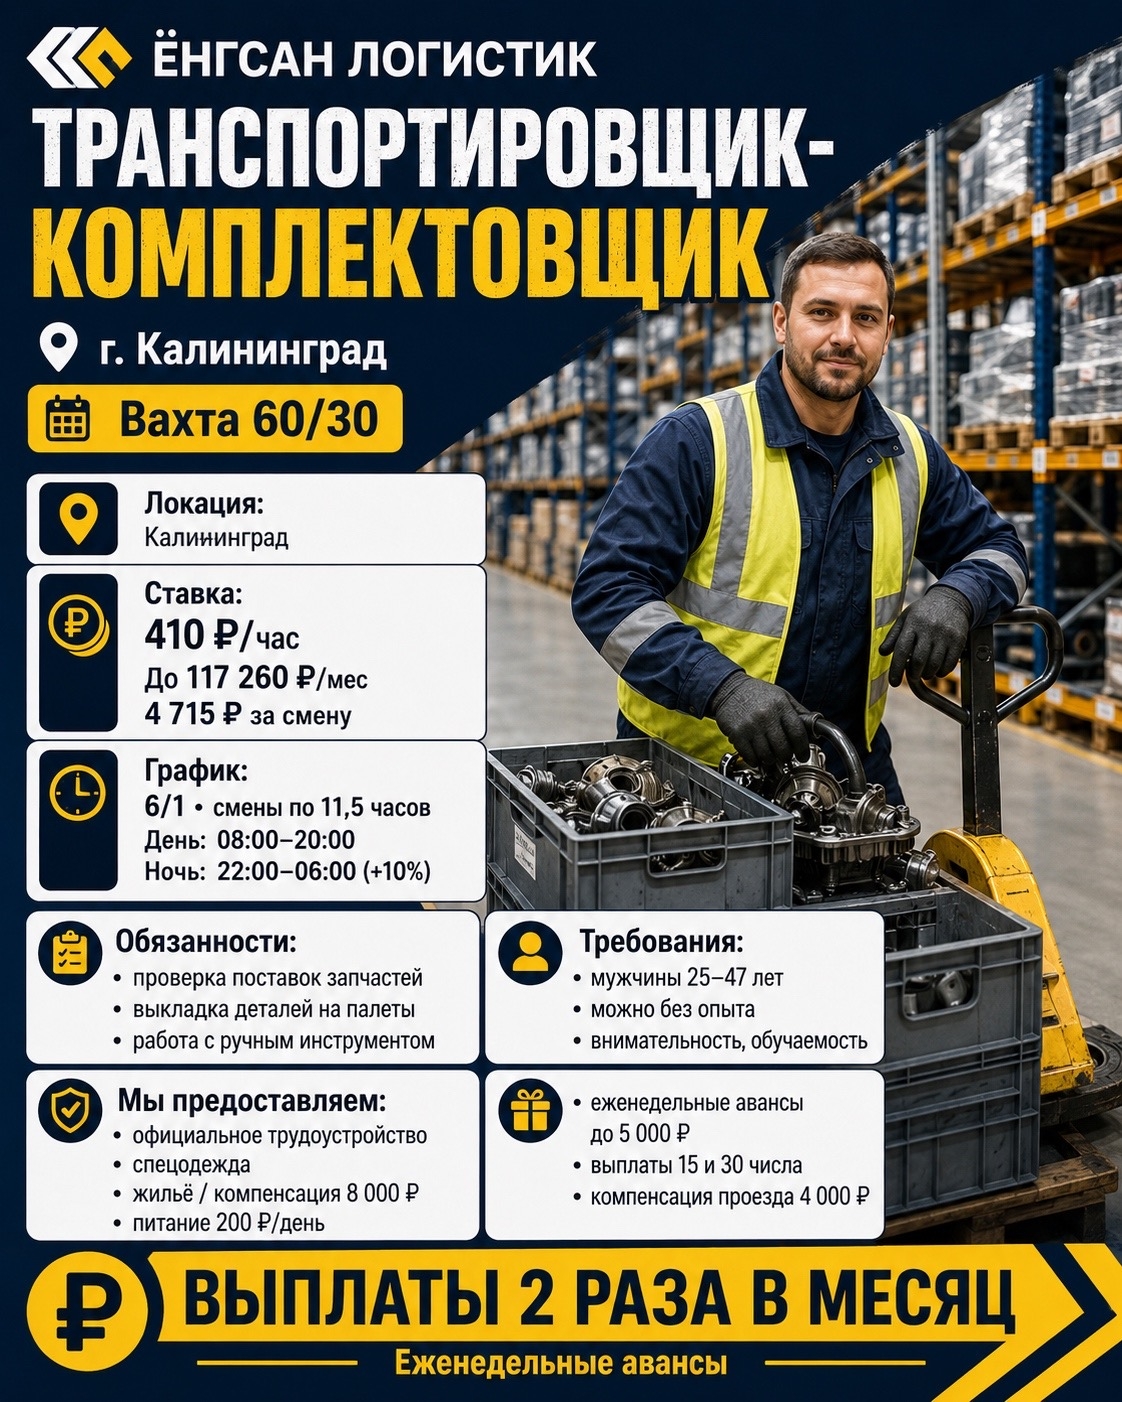 ЁНГСАН ЛОГИСТИК
ТРАНСПОРТИРОВЩИК-
КОМПЛЕКТОВЩИК
г. Калининград
Вахта 60/30
Локация:
Калининград
Ставка:
410 ₽/час
До 117 260 ₽/мес
4 715 ₽ за смену
График:
6/1 • смены по 11,5 часов
День: 08:00–20:00
Ночь: 22:00–06:00 (+10%)
Обязанности:
• проверка поставок запчастей
• выкладка деталей на палеты
• работа с ручным инструментом
Требования:
• мужчины 25–47 лет
• можно без опыта
• внимательность, обучаемость
Мы предоставляем:
• официальное трудоустройство
• спецодежда
• жильё / компенсация 8 000 ₽
• питание 200 ₽/день
• еженедельные авансы
до 5 000 ₽
• выплаты 15 и 30 числа
• компенсация проезда 4 000 ₽
₽ ВЫПЛАТЫ 2 РАЗА В МЕСЯЦ
Еженедельные авансы